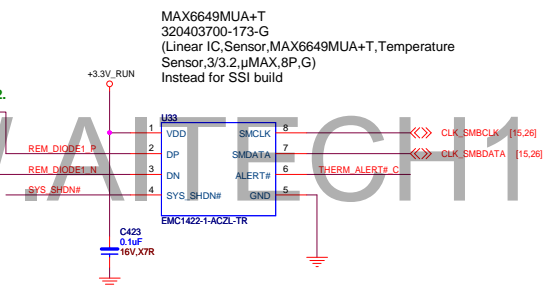 MAX6649MUA+T
320403700-173-G
(Linear IC,Sensor,MAX6649MUA+T,Temperature
Sensor,3/3.2,µMAX,8P,G)
Instead for SSI build
+3.3V_RUN
2.
U33
1 VDD SMCLK 8 CLK_SMBCLK [15,26]
REM_DIODE1_P 2 DP SMDATA 7 CLK_SMBDATA [15,26]
REM_DIODE1_N 3 DN ALERT# 6 THERM_ALERT#_C
SYS_SHDN# 4 SYS_SHDN# GND 5
EMC1422-1-ACZL-TR
C423
0.1uF
16V,X7R
.AITECH1